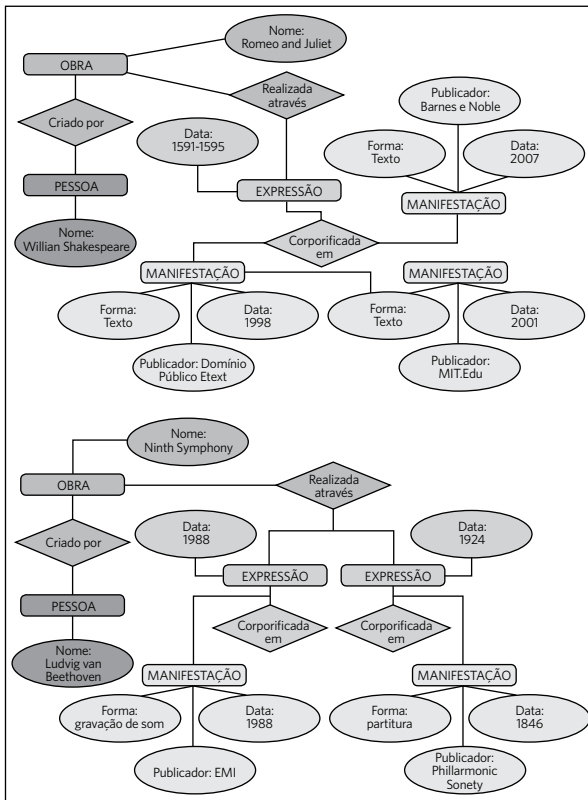 Nome:
Romeo and Juliet
OBRA
Realizada
através
Criado por
Data:
1591-1595
Publicador:
Barnes e Noble
Forma:
Texto
Data:
2007
PESSOA
EXPRESSÃO
MANIFESTAÇÃO
Nome:
Willian Shakespeare
Corporificada
em
MANIFESTAÇÃO
MANIFESTAÇÃO
Forma:
Texto
Data:
1998
Forma:
Texto
Data:
2001
Publicador: Domínio
Público Etext
Publicador:
MIT.Edu
Nome:
Ninth Symphony
OBRA
Realizada
através
Criado por
Data:
1988
Data:
1924
EXPRESSÃO
EXPRESSÃO
PESSOA
Corporificada
em
Corporificada
em
Nome:
Ludvig van
Beethoven
MANIFESTAÇÃO
MANIFESTAÇÃO
Forma:
gravação de som
Data:
1988
Forma:
partitura
Data:
1846
Publicador: EMI
Publicador:
Phillarmonic
Sonety